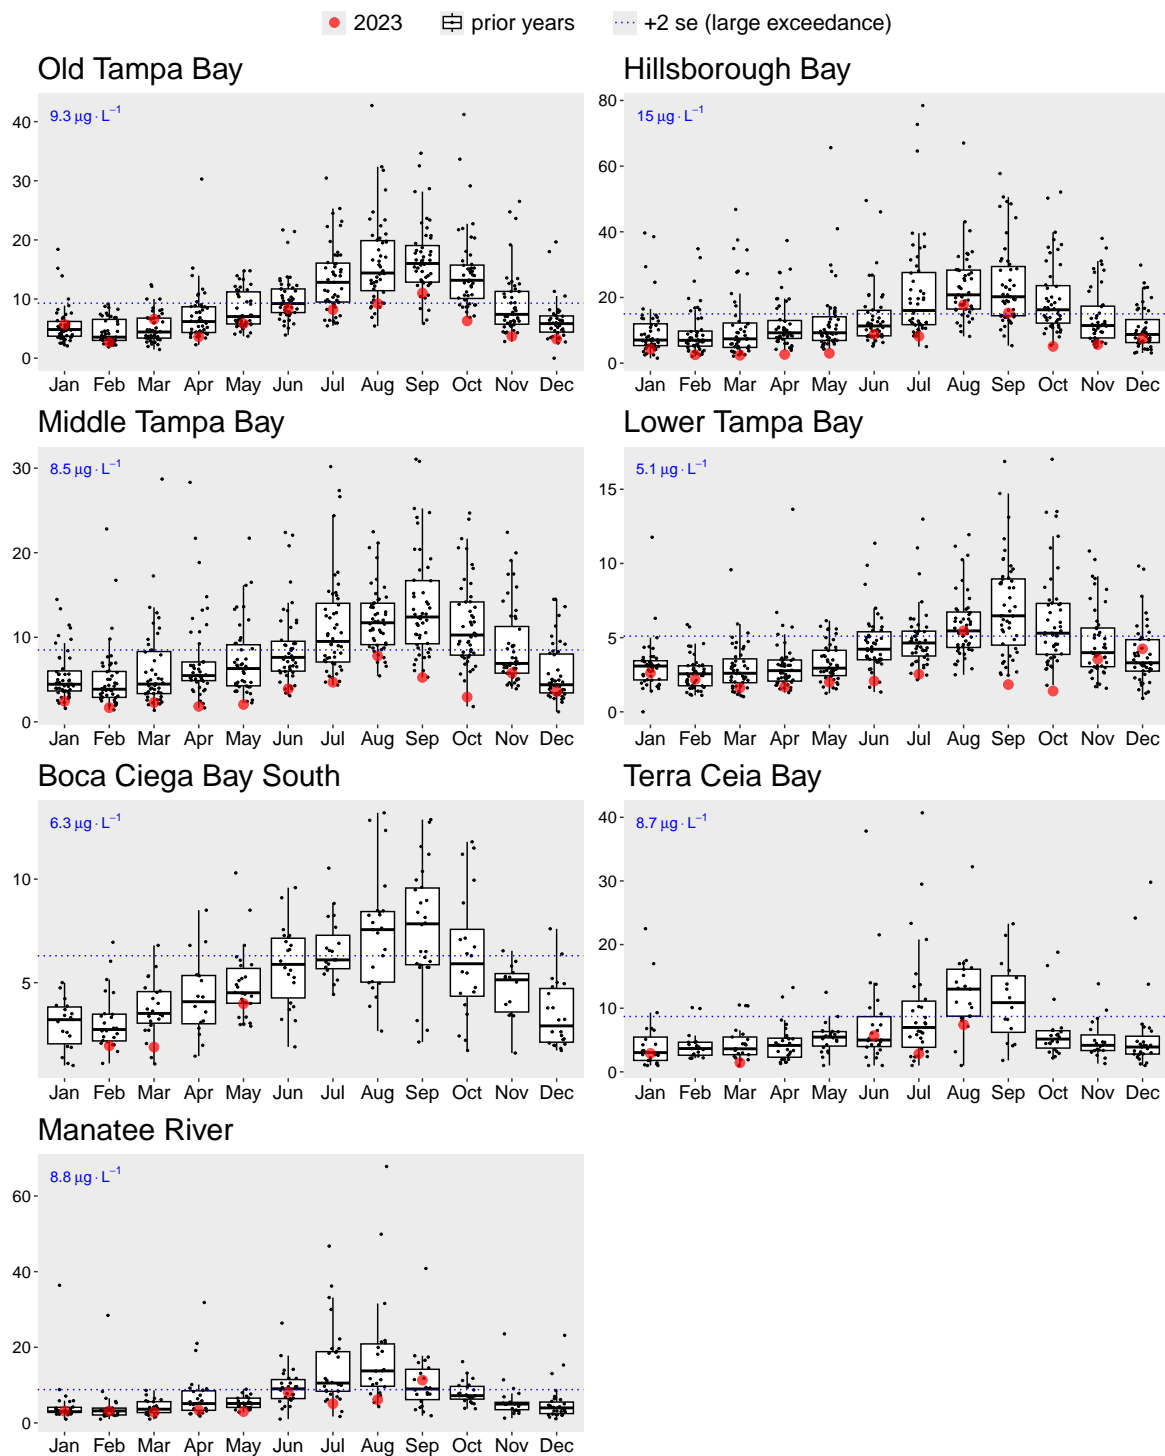 2023 prior years +2 se (large exceedance)
Old Tampa Bay
9.3 μg · L⁻¹
40
30
20
10
0
Jan Feb Mar Apr May Jun Jul Aug Sep Oct Nov Dec
Hillsborough Bay
15 μg · L⁻¹
80
60
40
20
0
Jan Feb Mar Apr May Jun Jul Aug Sep Oct Nov Dec
Middle Tampa Bay
8.5 μg · L⁻¹
30
20
10
0
Jan Feb Mar Apr May Jun Jul Aug Sep Oct Nov Dec
Lower Tampa Bay
5.1 μg · L⁻¹
15
10
5
0
Jan Feb Mar Apr May Jun Jul Aug Sep Oct Nov Dec
Boca Ciega Bay South
6.3 μg · L⁻¹
10
5
Jan Feb Mar Apr May Jun Jul Aug Sep Oct Nov Dec
Terra Ceia Bay
8.7 μg · L⁻¹
40
30
20
10
0
Jan Feb Mar Apr May Jun Jul Aug Sep Oct Nov Dec
Manatee River
8.8 μg · L⁻¹
60
40
20
0
Jan Feb Mar Apr May Jun Jul Aug Sep Oct Nov Dec